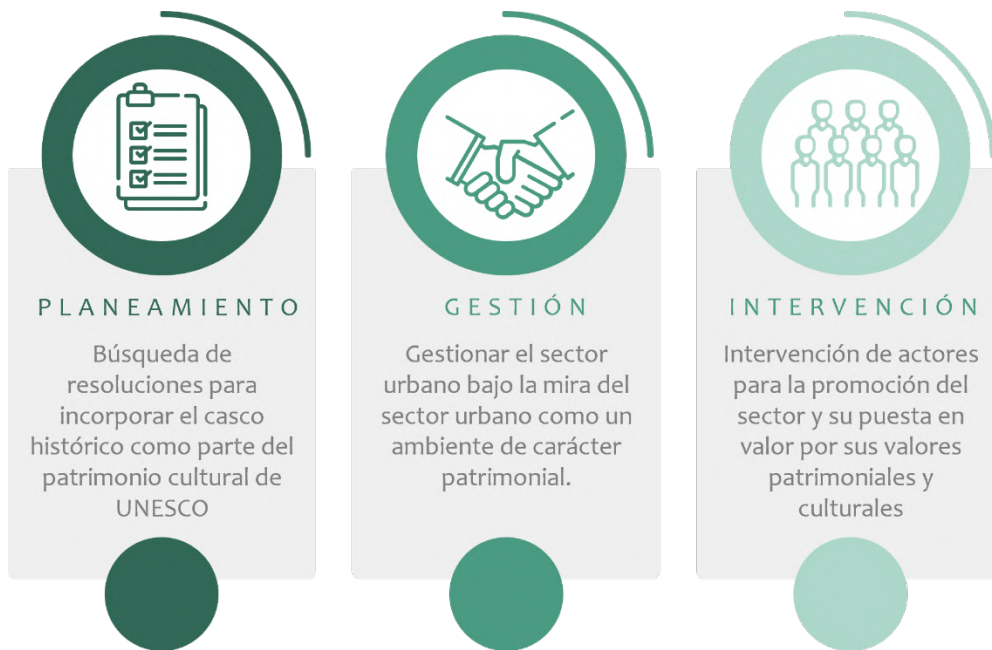 PLANEAMIENTO
Búsqueda de
resoluciones para
incorporar el casco
histórico como parte del
patrimonio cultural de
UNESCO
GESTIÓN
Gestionar el sector
urbano bajo la mira del
sector urbano como un
ambiente de carácter
patrimonial.
INTERVENCIÓN
Intervención de actores
para la promoción del
sector y su puesta en
valor por sus valores
patrimoniales y
culturales